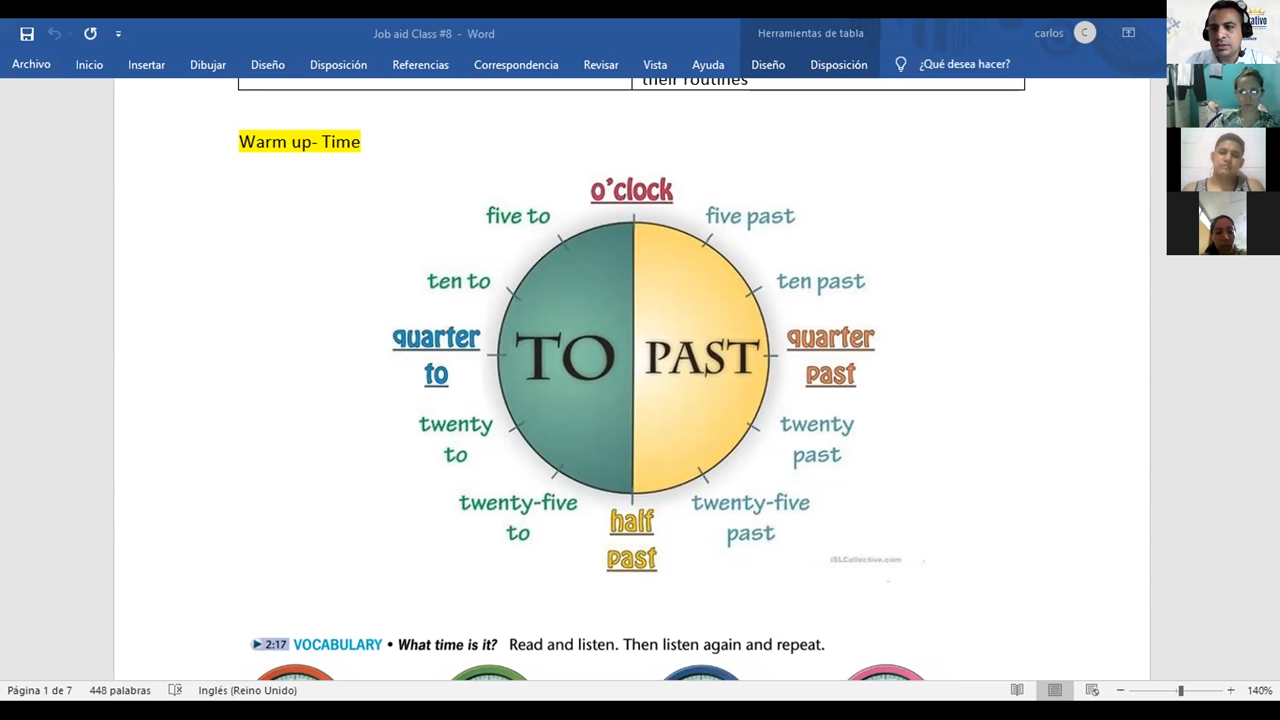 Job aid Class #8 - Word
Herramientas de tabla
carlos
C
Archivo Inicio Insertar Dibujar Diseño Disposición Referencias Correspondencia Revisar Vista Ayuda Diseño Disposición ¿Qué desea hacer?
their routines
Warm up- Time
o'clock
five to
five past
ten to
ten past
quarter
to
TO PAST
quarter
past
twenty
to
twenty
past
twenty-five
to
half
past
twenty-five
past
iSLCollective.com
2:17 VOCABULARY • What time is it? Read and listen. Then listen again and repeat.
Página 1 de 7 448 palabras Inglés (Reino Unido) 140%